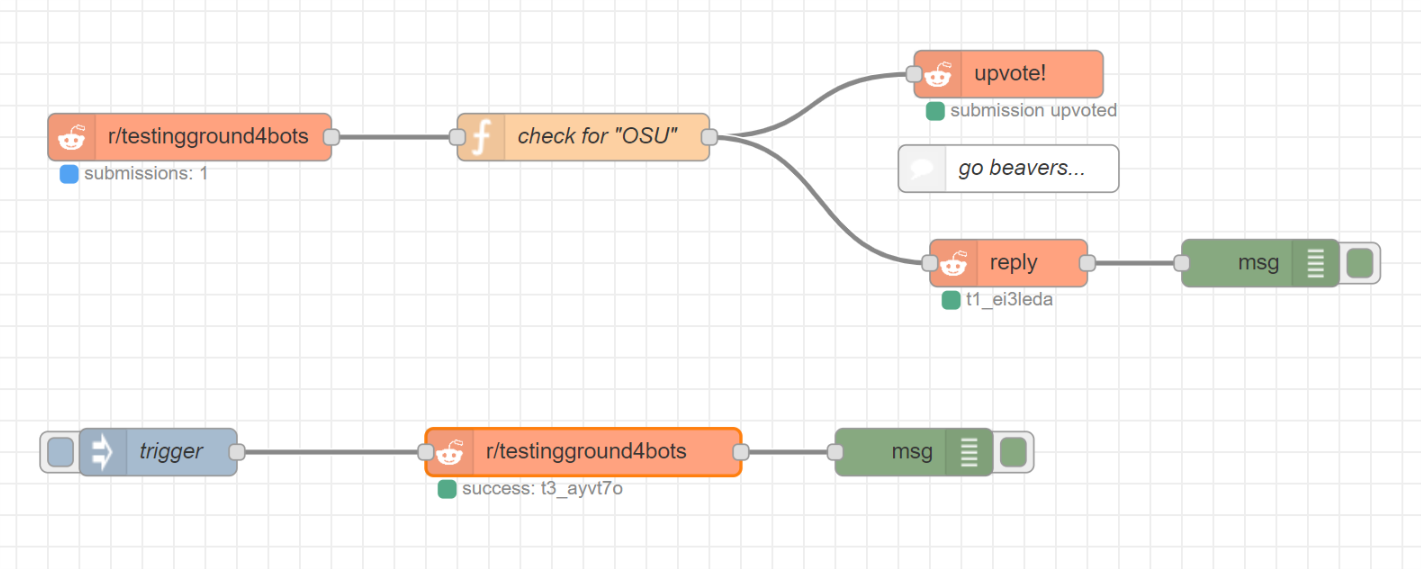 upvote!
submission upvoted
r/testingground4bots
submissions: 1
check for "OSU"
go beavers...
reply
t1_ei3leda
msg
trigger
r/testingground4bots
success: t3_ayvt7o
msg